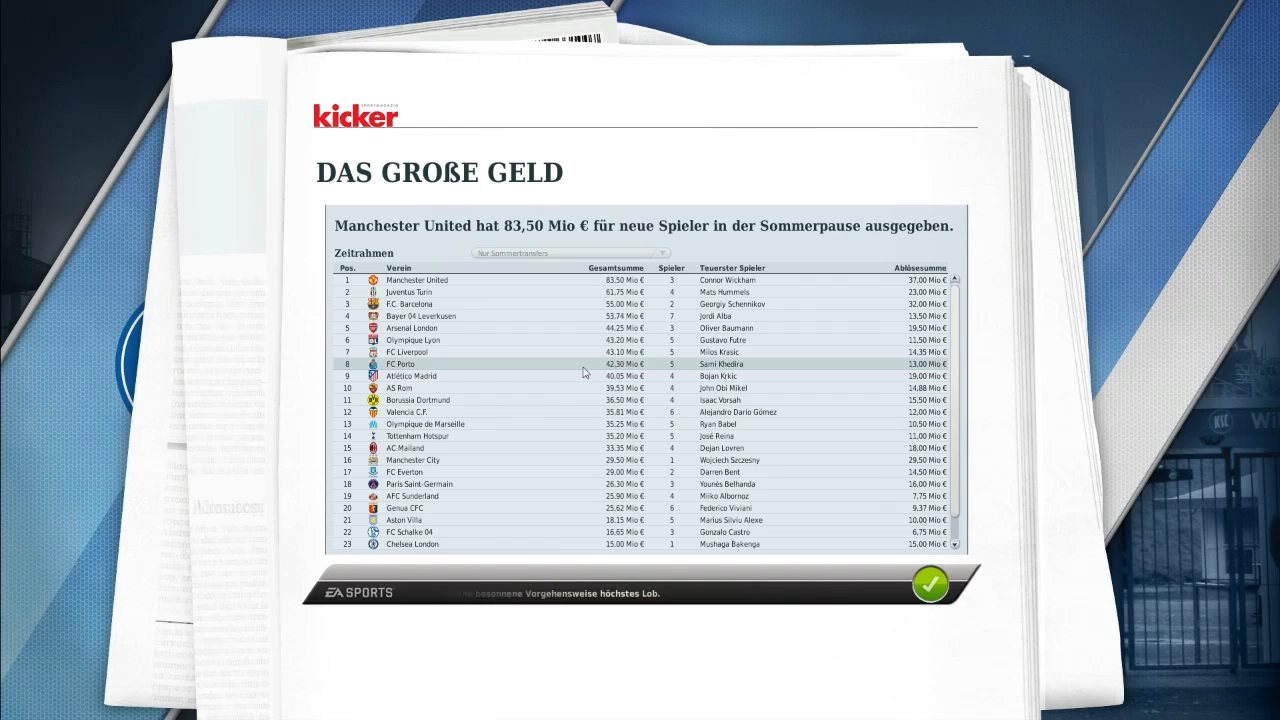 SPORTMAGAZIN
kicker
DAS GROßE GELD
Manchester United hat 83,50 Mio € für neue Spieler in der Sommerpause ausgegeben.
Zeitrahmen Nur Sommertransfers
Pos. Verein Gesamtsumme Spieler Teuerster Spieler Ablösesumme
1 Manchester United 83,50 Mio € 3 Connor Wickham 37,00 Mio €
2 Juventus Turin 61,75 Mio € 4 Mats Hummels 23,00 Mio €
3 F.C. Barcelona 55,00 Mio € 2 Georgiy Schennikov 32,00 Mio €
4 Bayer 04 Leverkusen 53,74 Mio € 7 Jordi Alba 13,50 Mio €
5 Arsenal London 44,25 Mio € 3 Oliver Baumann 19,50 Mio €
6 Olympique Lyon 43,20 Mio € 5 Gustavo Futre 11,50 Mio €
7 FC Liverpool 43,10 Mio € 5 Milos Krasic 14,35 Mio €
8 FC Porto 42,30 Mio € 5 Sami Khedira 13,00 Mio €
9 Atlético Madrid 40,05 Mio € 4 Bojan Krkic 19,00 Mio €
10 AS Rom 39,53 Mio € 4 John Obi Mikel 14,88 Mio €
11 Borussia Dortmund 36,50 Mio € 4 Isaac Vorsah 15,50 Mio €
12 Valencia C.F. 35,81 Mio € 6 Alejandro Darío Gómez 12,00 Mio €
13 Olympique de Marseille 35,25 Mio € 5 Ryan Babel 10,50 Mio €
14 Tottenham Hotspur 35,20 Mio € 5 José Reina 11,00 Mio €
15 AC Mailand 33,35 Mio € 4 Dejan Lovren 18,00 Mio €
16 Manchester City 29,50 Mio € 1 Wojciech Szczesny 29,50 Mio €
17 FC Everton 29,00 Mio € 2 Darren Bent 14,50 Mio €
18 Paris Saint-Germain 26,30 Mio € 3 Younès Belhanda 16,00 Mio €
19 AFC Sunderland 25,90 Mio € 4 Miiko Albornoz 7,75 Mio €
20 Genua CFC 25,62 Mio € 6 Federico Viviani 9,37 Mio €
21 Aston Villa 18,15 Mio € 5 Marius Silviu Alexe 10,00 Mio €
22 FC Schalke 04 16,65 Mio € 3 Gonzalo Castro 6,75 Mio €
23 Chelsea London 15,00 Mio € 1 Mushaga Bakenga 15,00 Mio €
EA SPORTS besonnene Vorgehensweise höchstes Lob.
KSC